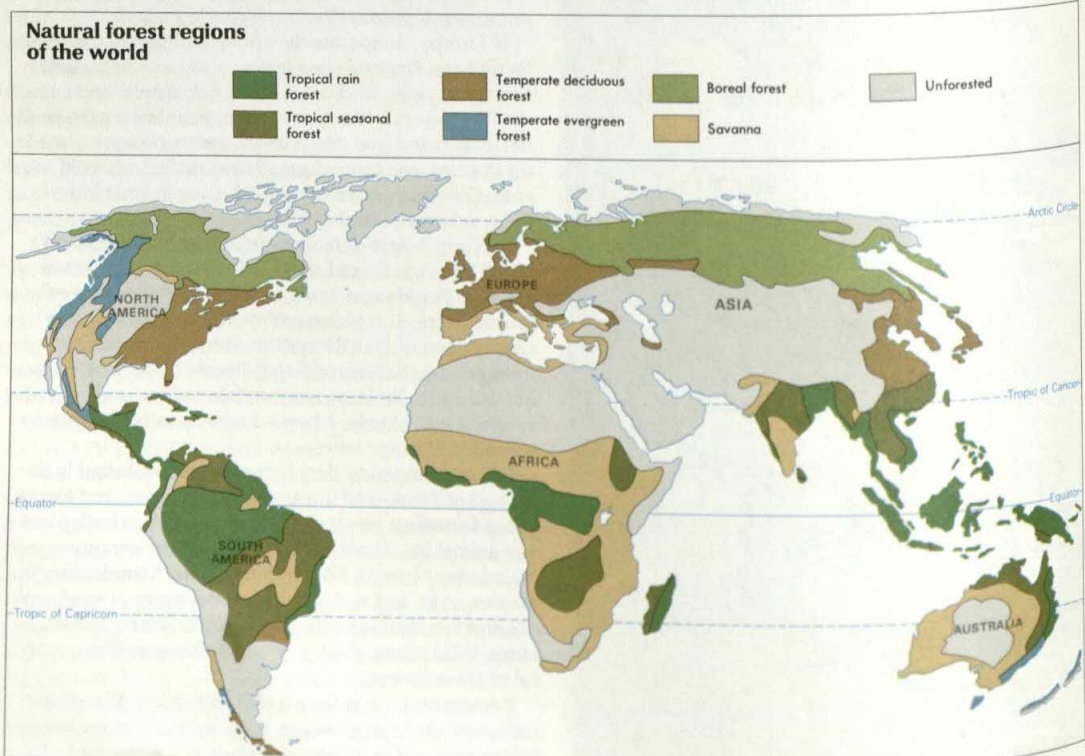 Natural forest regions
of the world
Tropical rain
forest
Tropical seasonal
forest
Temperate deciduous
forest
Temperate evergreen
forest
Boreal forest
Savanna
Unforested
Arctic Circle
NORTH
AMERICA
EUROPE
ASIA
Tropic of Cancer
AFRICA
Equator
Equator
SOUTH
AMERICA
Tropic of Capricorn
AUSTRALIA